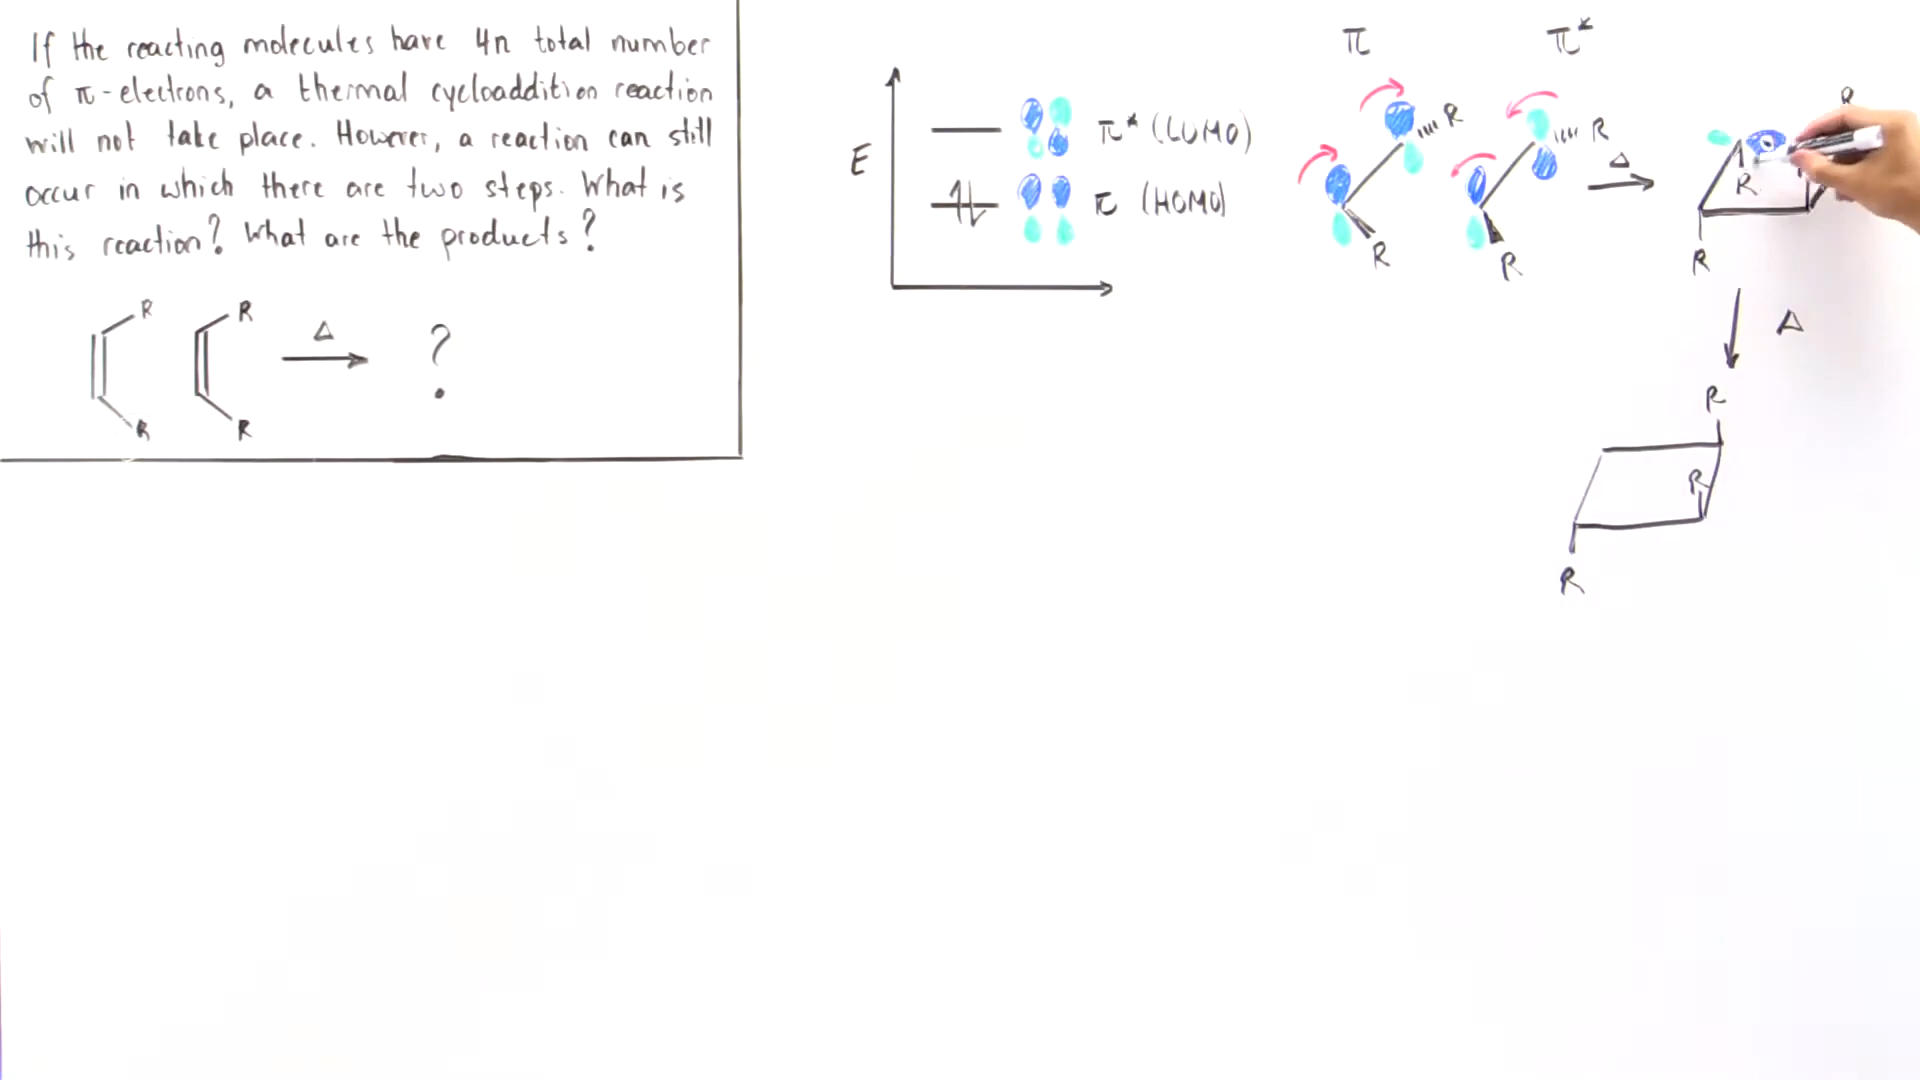 If the reacting molecules have 4n total number
of π-electrons, a thermal cycloaddition reaction
will not take place. However, a reaction can still
occur in which there are two steps. What is
this reaction? What are the products?
R R
Δ
?
R R
E
π* (LUMO)
π (HOMO)
π π*
R R
Δ
R R
R
R
R
Δ
R
R
R